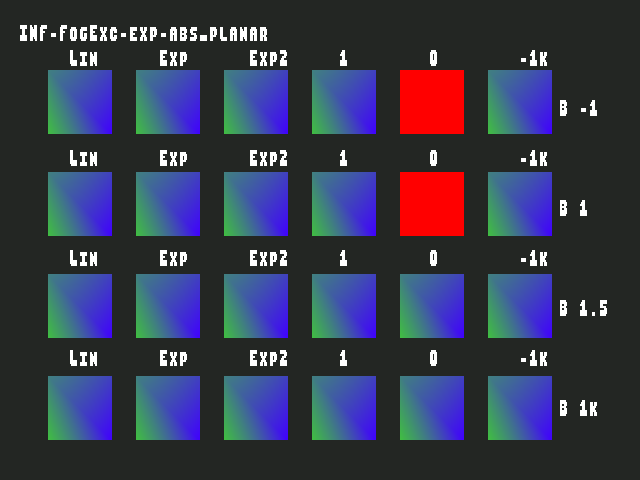 INF-FogExc-EXP-ABS_PLANAR
Lin Exp Exp2 1 0 -1K
B -1
Lin Exp Exp2 1 0 -1K
B 1
Lin Exp Exp2 1 0 -1K
B 1.5
Lin Exp Exp2 1 0 -1K
B 1K